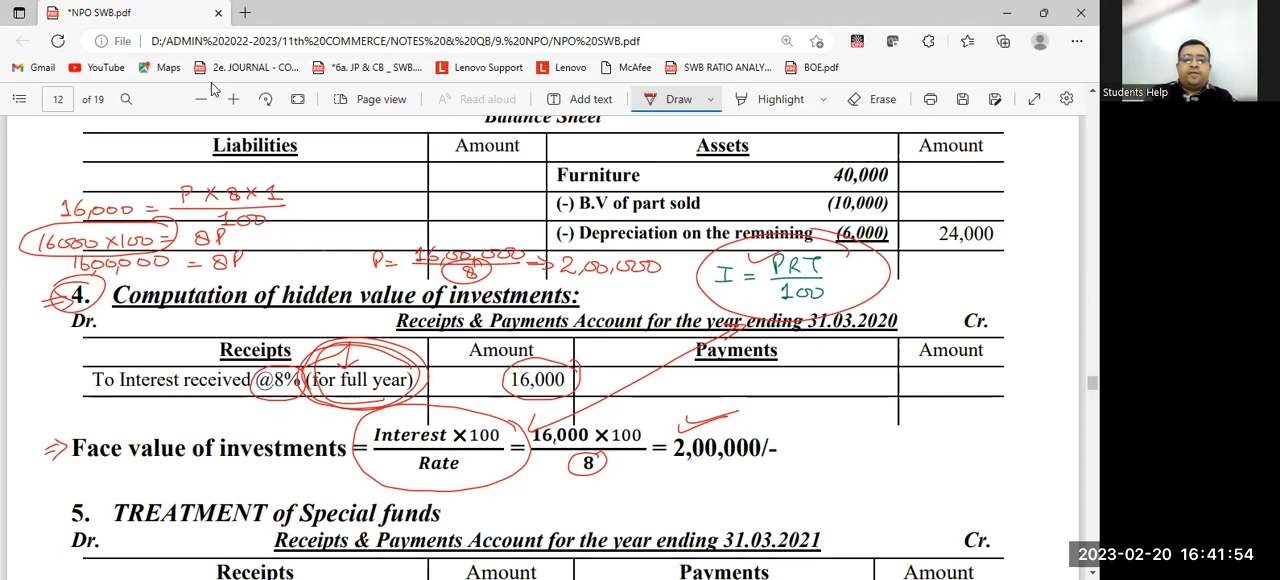 *NPO SWB.pdf
File D:/ADMIN%202022-2023/11th%20COMMERCE/NOTES%20&%20QB/9.%20NPO/NPO%20SWB.pdf
Gmail YouTube Maps 2e. JOURNAL - CO... *6a. JP & CB _ SWB.... Lenovo Support Lenovo McAfee SWB RATIO ANALY... BOE.pdf
12 of 19 Page view Read aloud Add text Draw Highlight Erase
Students Help
Balance Sheet
Liabilities Amount Assets Amount
Furniture 40,000
(-) B.V of part sold (10,000)
(-) Depreciation on the remaining (6,000) 24,000
16,000 = P × 8 × 1
100
16000 × 100 = 8P
1600,000 = 8P
P = 16,00,000 => 2,00,000
8
I = PRT
100
4. Computation of hidden value of investments:
Dr. Receipts & Payments Account for the year ending 31.03.2020 Cr.
Receipts Amount Payments Amount
To Interest received @8% (for full year) 16,000
Face value of investments = Interest ×100 = 16,000 ×100 = 2,00,000/-
Rate 8
5. TREATMENT of Special funds
Dr. Receipts & Payments Account for the year ending 31.03.2021 Cr.
Receipts Amount Payments Amount
2023-02-20 16:41:54